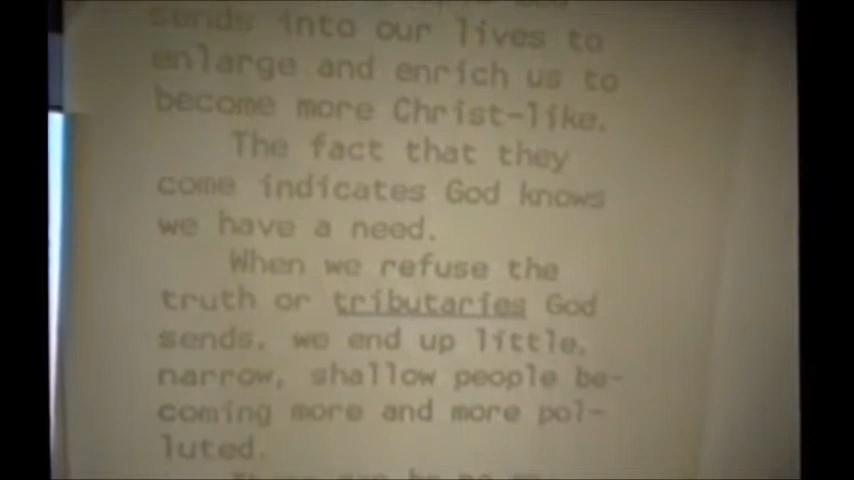 sends into our lives to
enlarge and enrich us to
become more Christ-like.
The fact that they
come indicates God knows
we have a need.
When we refuse the
truth or tributaries God
sends, we end up little,
narrow, shallow people be-
coming more and more pol-
luted.